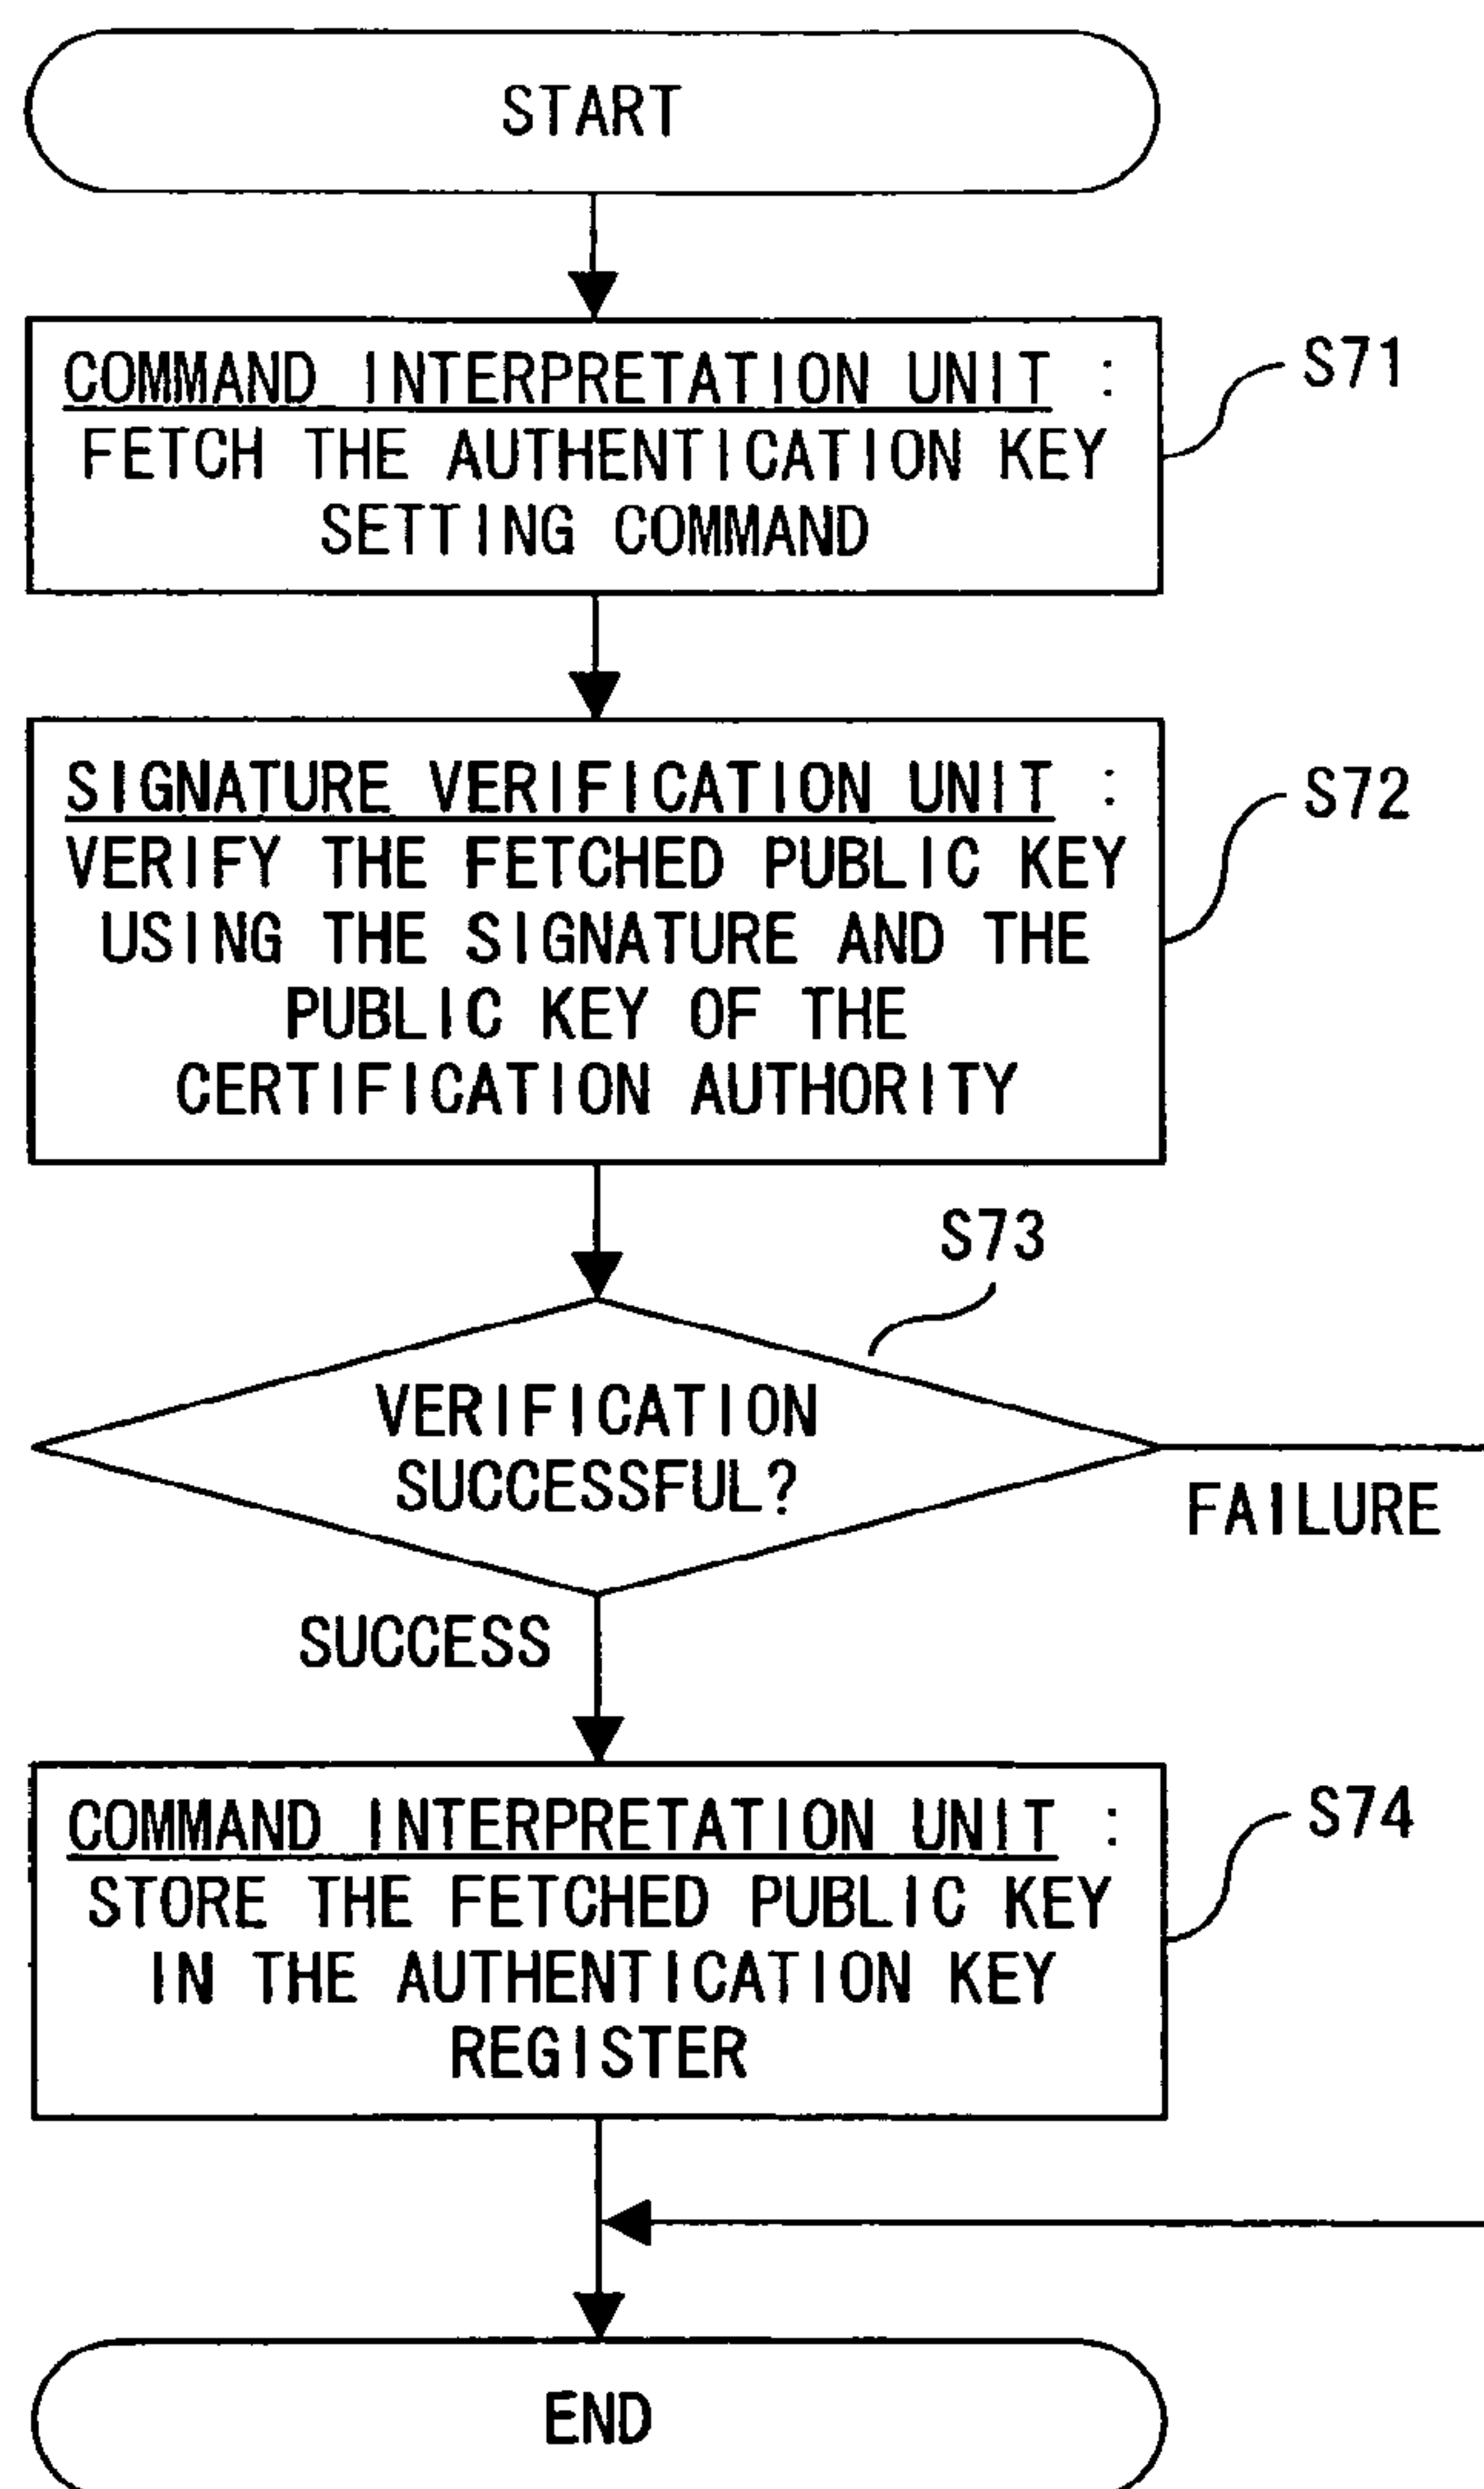 START
COMMAND INTERPRETATION UNIT :
FETCH THE AUTHENTICATION KEY
SETTING COMMAND
S71
SIGNATURE VERIFICATION UNIT :
VERIFY THE FETCHED PUBLIC KEY
USING THE SIGNATURE AND THE
PUBLIC KEY OF THE
CERTIFICATION AUTHORITY
S72
S73
VERIFICATION
SUCCESSFUL?
FAILURE
SUCCESS
COMMAND INTERPRETATION UNIT :
STORE THE FETCHED PUBLIC KEY
IN THE AUTHENTICATION KEY
REGISTER
S74
END